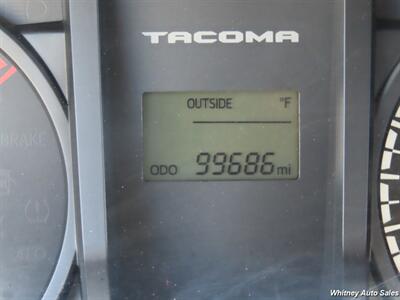 TACOMA
OUTSIDE °F
ODO 99686 mi
BRAKE
Whitney Auto Sales